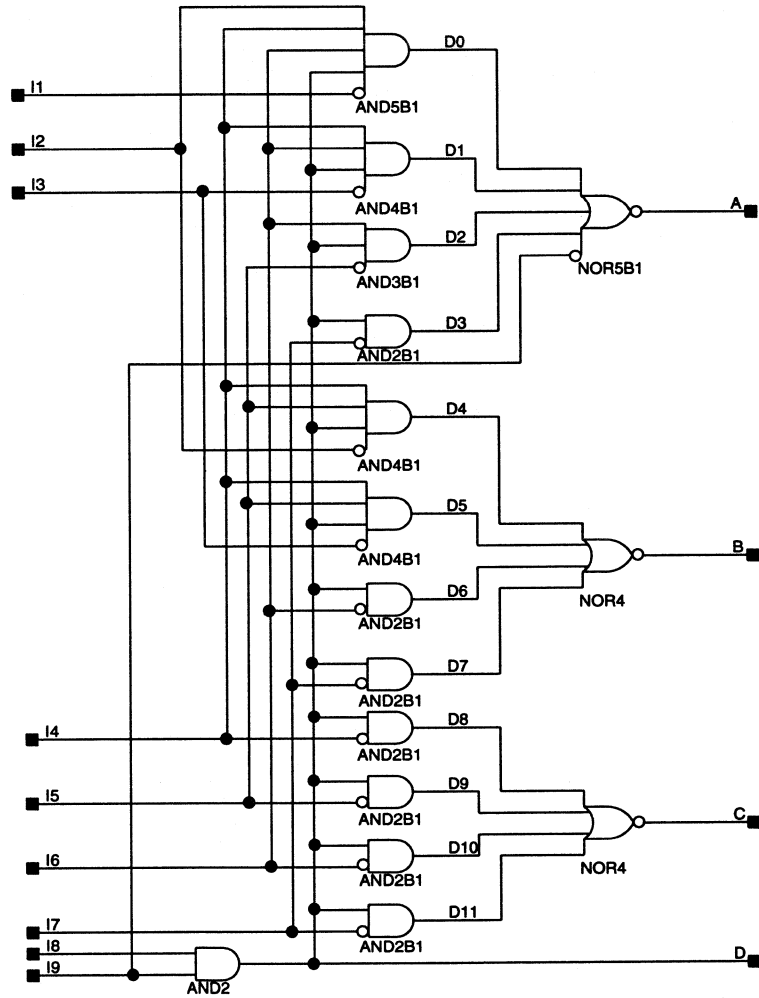 D0
I1
AND5B1
I2
D1
I3
AND4B1
A
D2
AND3B1
NOR5B1
D3
AND2B1
D4
AND4B1
D5
AND4B1
B
D6
AND2B1
NOR4
D7
AND2B1
I4
D8
AND2B1
I5
D9
AND2B1
C
I6
D10
AND2B1
NOR4
I7
D11
AND2B1
I8
I9
AND2
D